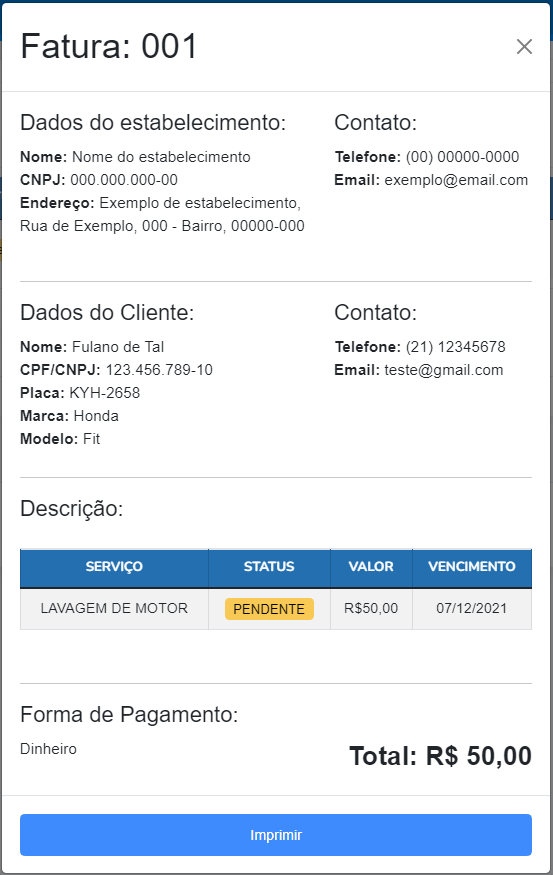 Fatura: 001
Dados do estabelecimento:
Nome: Nome do estabelecimento
CNPJ: 000.000.000-00
Endereço: Exemplo de estabelecimento,
Rua de Exemplo, 000 - Bairro, 00000-000
Contato:
Telefone: (00) 00000-0000
Email: exemplo@email.com
Dados do Cliente:
Nome: Fulano de Tal
CPF/CNPJ: 123.456.789-10
Placa: KYH-2658
Marca: Honda
Modelo: Fit
Contato:
Telefone: (21) 12345678
Email: teste@gmail.com
Descrição:
SERVIÇO STATUS VALOR VENCIMENTO
LAVAGEM DE MOTOR PENDENTE R$50,00 07/12/2021
Forma de Pagamento:
Dinheiro
Total: R$ 50,00
Imprimir